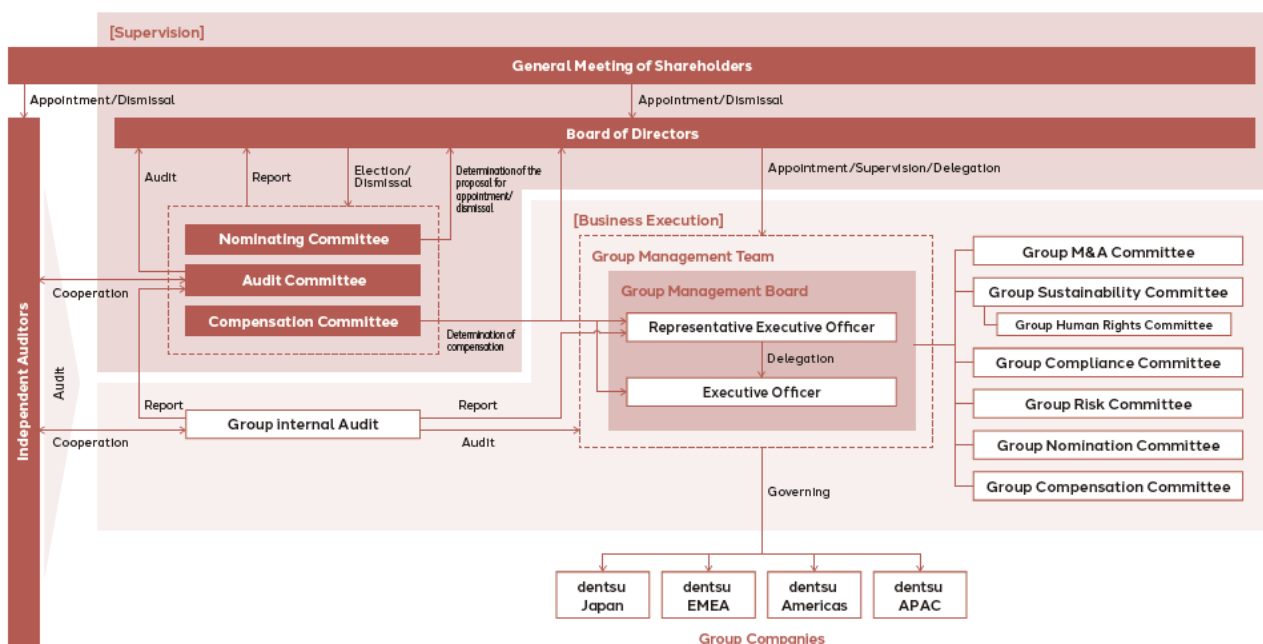 [Supervision]
General Meeting of Shareholders
Appointment/Dismissal
Appointment/Dismissal
Board of Directors
Audit
Report
Election/
Dismissal
Determination of the
proposal for
appointment/
dismissal
Appointment/Supervision/Delegation
[Business Execution]
Nominating Committee
Audit Committee
Compensation Committee
Cooperation
Determination of
compensation
Independent Auditors
Audit
Group Management Team
Group Management Board
Representative Executive Officer
Delegation
Executive Officer
Group M&A Committee
Group Sustainability Committee
Group Human Rights Committee
Group Compliance Committee
Group Risk Committee
Group Nomination Committee
Group Compensation Committee
Report
Group internal Audit
Report
Cooperation
Audit
Governing
dentsu
Japan
dentsu
EMEA
dentsu
Americas
dentsu
APAC
Group Companies